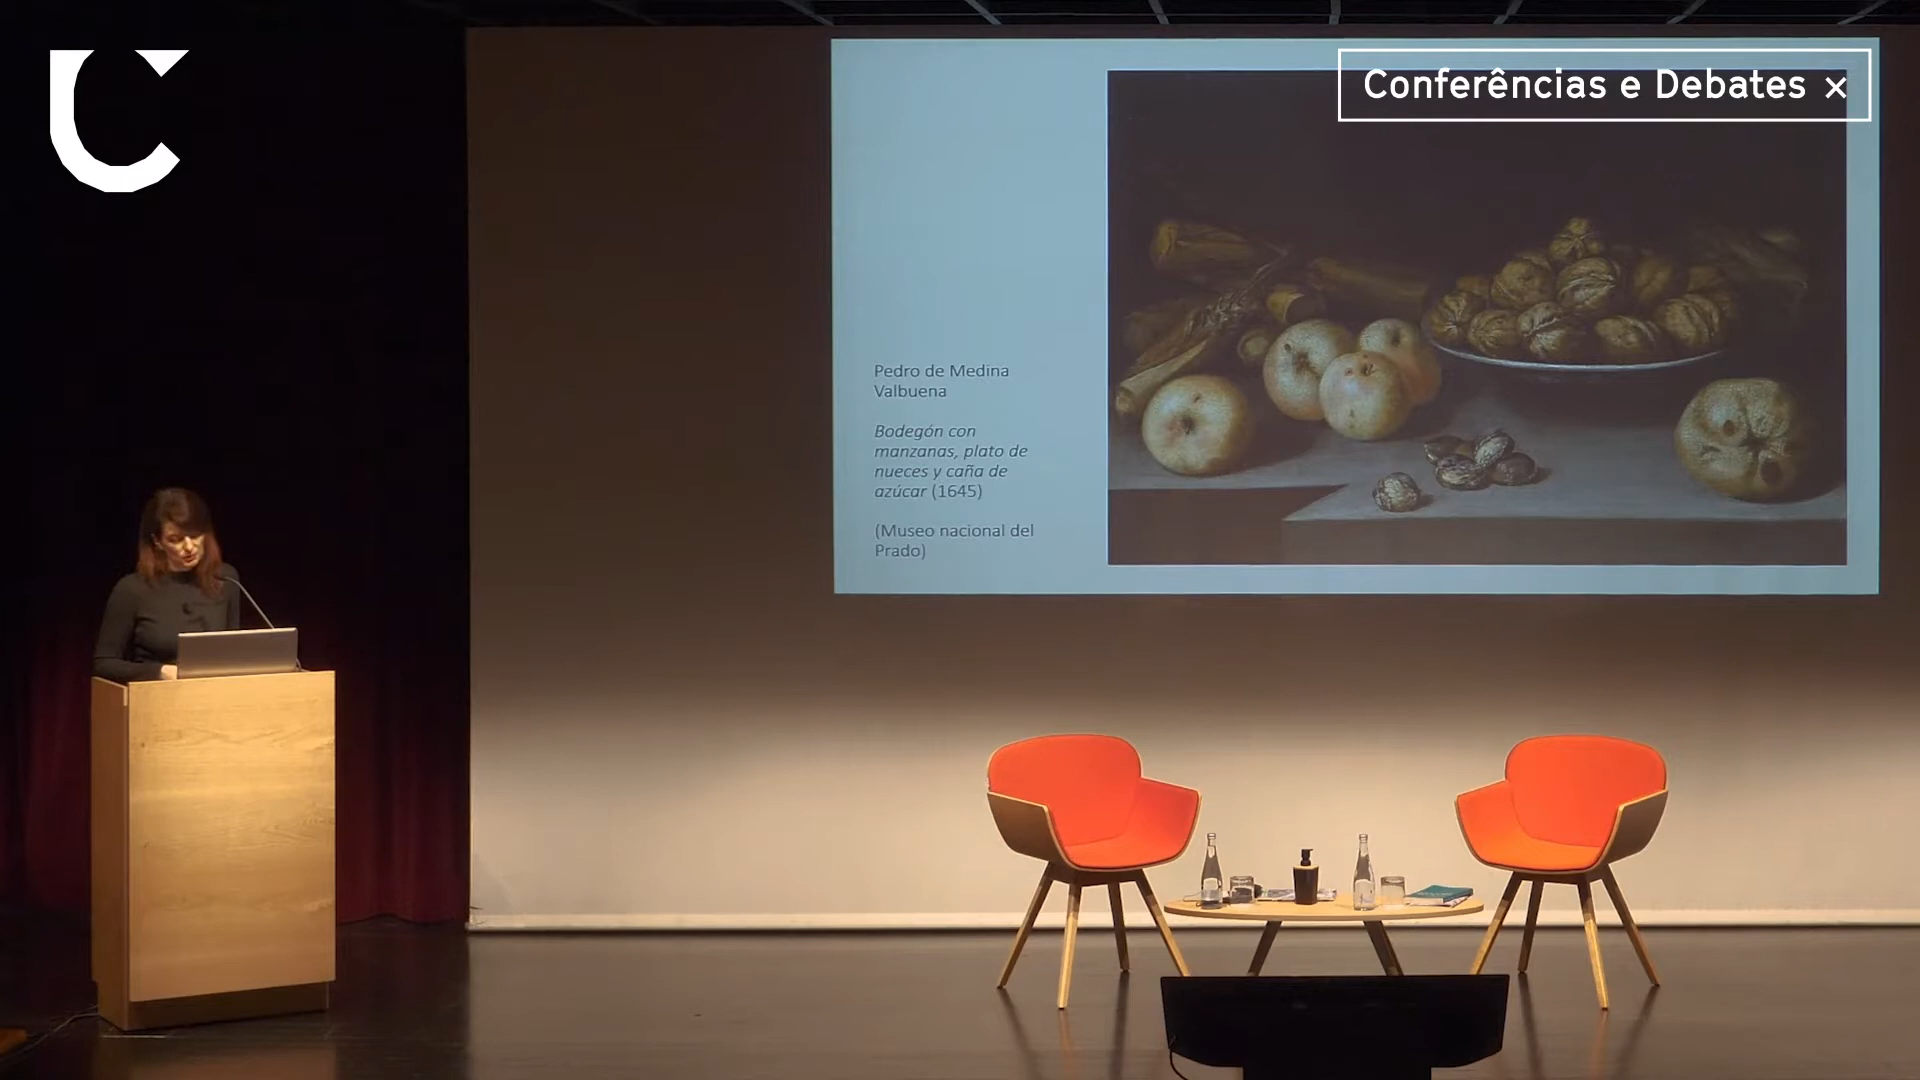 Conferências e Debates ×
Pedro de Medina
Valbuena
Bodegón con
manzanas, plato de
nueces y caña de
azúcar (1645)
(Museo nacional del
Prado)